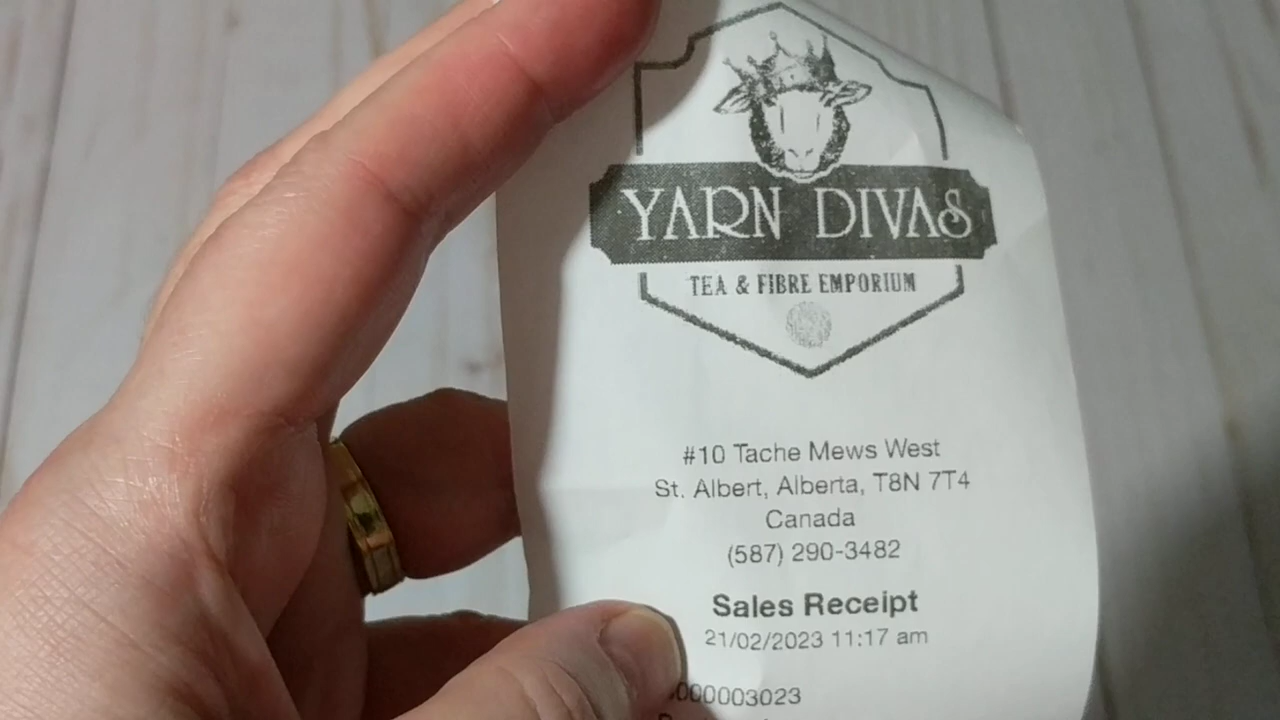 YARN DIVAS
TEA & FIBRE EMPORIUM
#10 Tache Mews West
St. Albert, Alberta, T8N 7T4
Canada
(587) 290-3482
Sales Receipt
21/02/2023 11:17 am
000003023